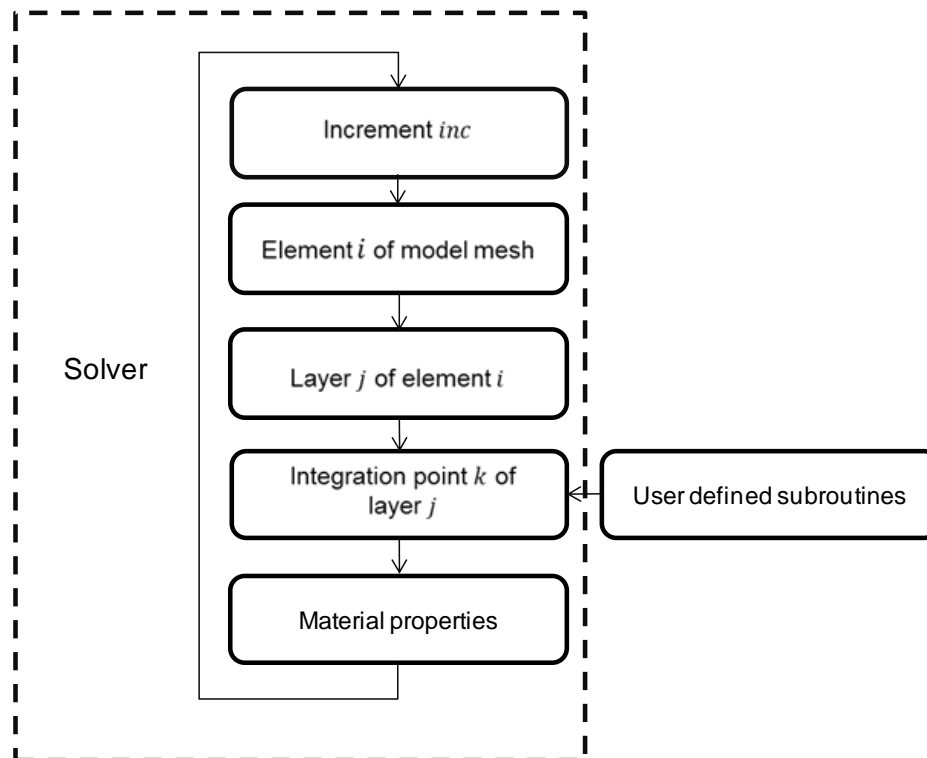 Increment inc
Element i of model mesh
Solver
Layer j of element i
Integration point k of
layer j
User defined subroutines
Material properties